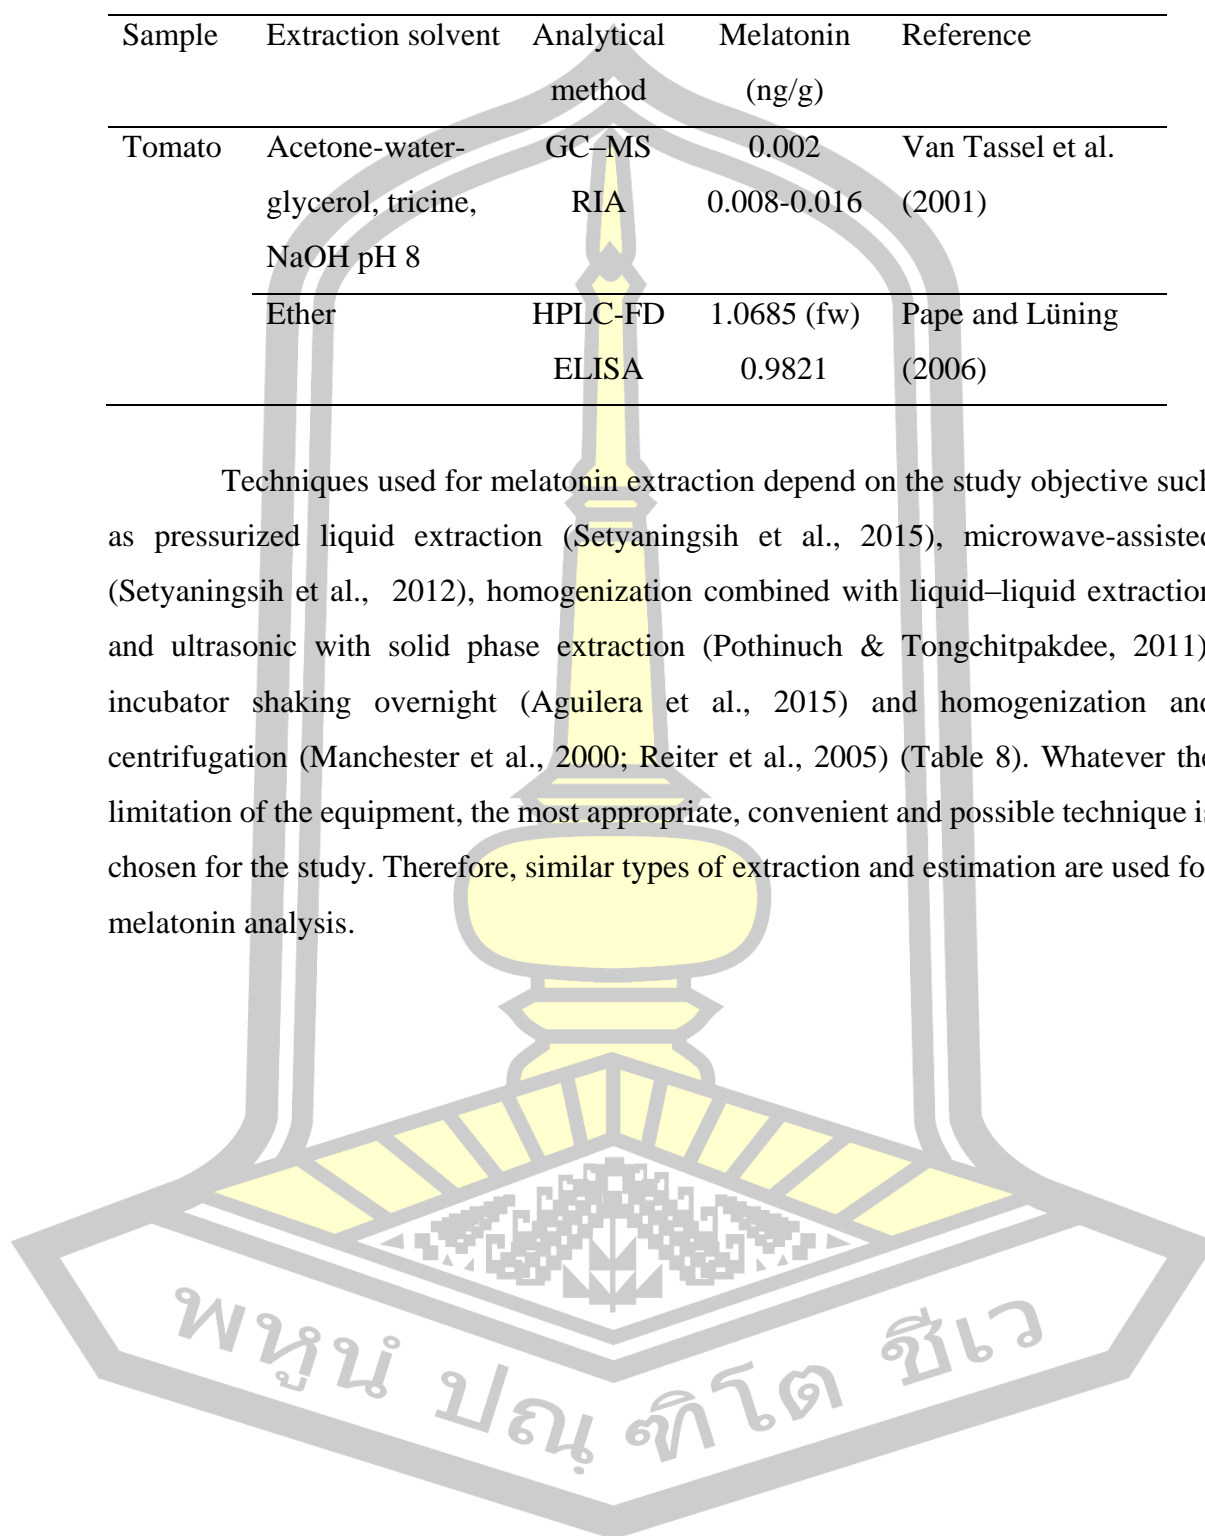 Sample Extraction solvent Analytical method Melatonin (ng/g) Reference
Tomato Acetone-water- GC–MS 0.002 Van Tassel et al.
glycerol, tricine, RIA 0.008-0.016 (2001)
NaOH pH 8
Ether HPLC-FD 1.0685 (fw) Pape and Lüning
ELISA 0.9821 (2006)
Techniques used for melatonin extraction depend on the study objective such
as pressurized liquid extraction (Setyaningsih et al., 2015), microwave-assisted
(Setyaningsih et al., 2012), homogenization combined with liquid–liquid extraction
and ultrasonic with solid phase extraction (Pothinuch & Tongchitpakdee, 2011)
incubator shaking overnight (Aguilera et al., 2015) and homogenization and
centrifugation (Manchester et al., 2000; Reiter et al., 2005) (Table 8). Whatever the
limitation of the equipment, the most appropriate, convenient and possible technique is
chosen for the study. Therefore, similar types of extraction and estimation are used fo
melatonin analysis.
พหูนํ ปณฺฑิโต ชีเว